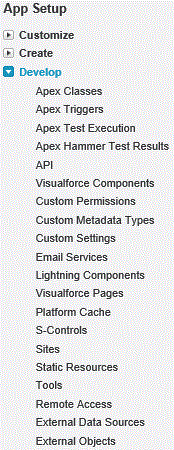 App Setup
Customize
Create
Develop
Apex Classes
Apex Triggers
Apex Test Execution
Apex Hammer Test Results
API
Visualforce Components
Custom Permissions
Custom Metadata Types
Custom Settings
Email Services
Lightning Components
Visualforce Pages
Platform Cache
S-Controls
Sites
Static Resources
Tools
Remote Access
External Data Sources
External Objects